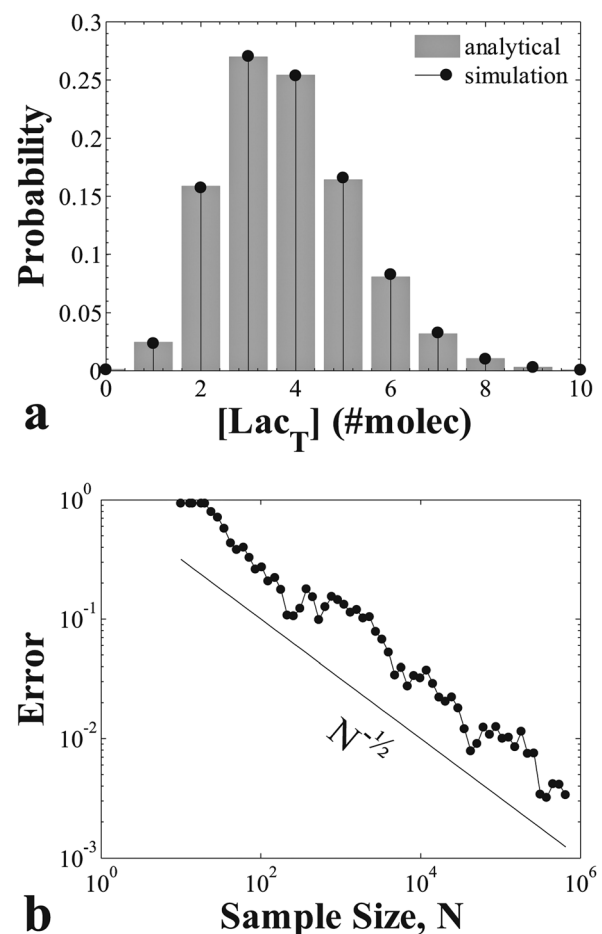 0.3
0.25
0.2
0.15
0.1
0.05
0
Probability
analytical
simulation
0 2 4 6 8 10
[Lac_T] (#molec)
a
10^0
10^-1
10^-2
10^-3
Error
N^-½
10^0 10^2 10^4 10^6
Sample Size, N
b